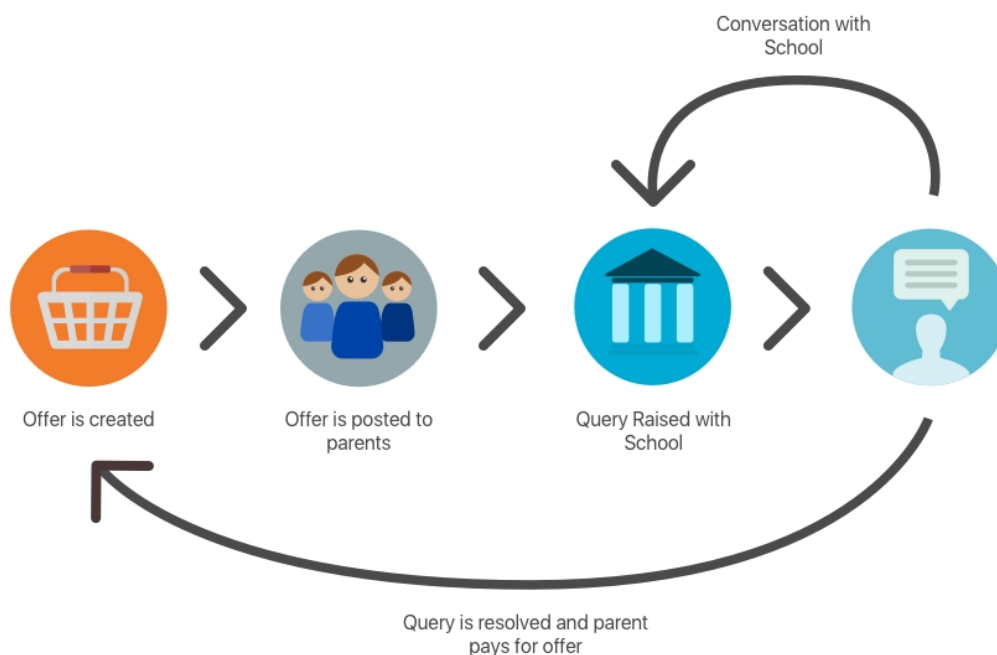 Conversation with
School
Offer is created
Offer is posted to
parents
Query Raised with
School
Query is resolved and parent
pays for offer